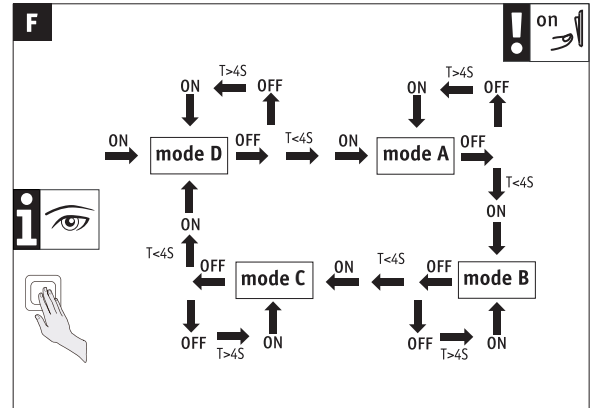 F
on
T>4S
T>4S
ON
OFF
ON
OFF
ON
mode D
OFF
T<4S
ON
mode A
OFF
T<4S
ON
i
ON
T<4S
OFF
mode C
ON
T<4S
OFF
mode B
OFF
T>4S
ON
OFF
T>4S
ON